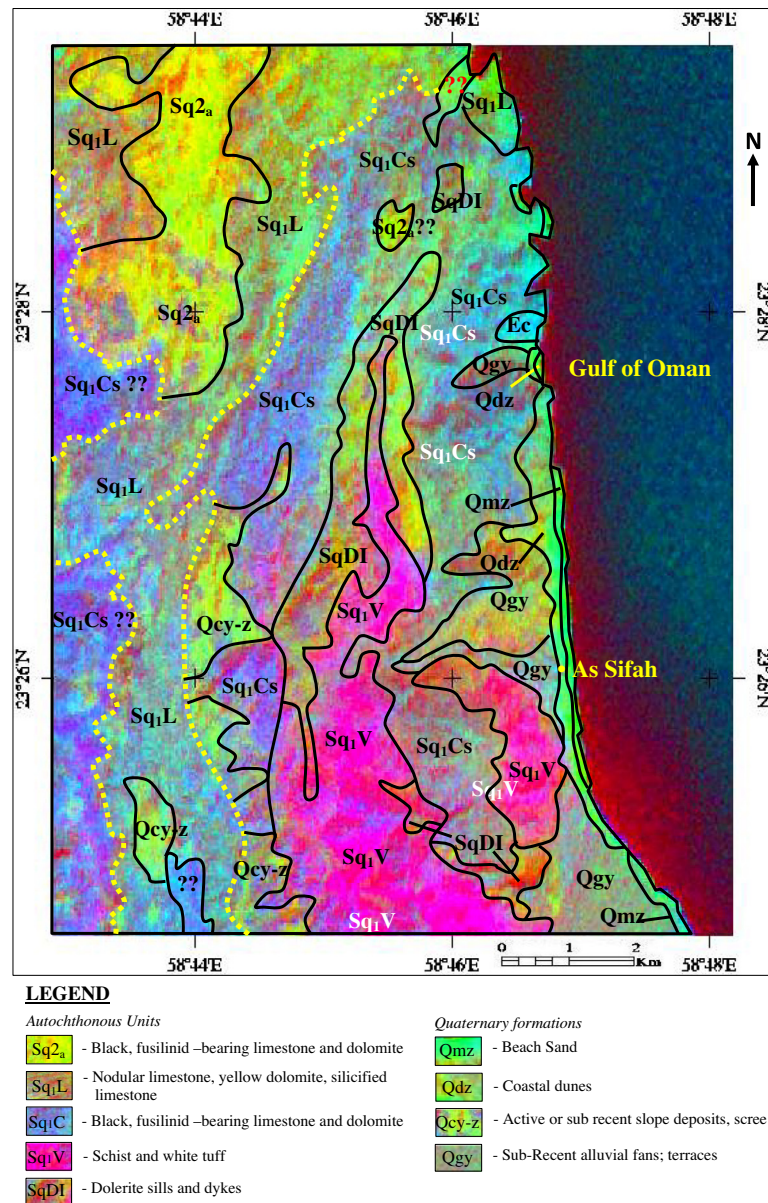 58°44'E 58°46'E 58°48'E
Sq2ₐ
??
Sq₁L
Sq₁L
N
Sq₁Cs
SqDI
Sq₁L
Sq2ₐ??
Sq₁Cs
23°28'N 23°28'N
Sq2ₐ
SqDI
Ec
Sq₁Cs
Qgy
Gulf of Oman
Sq₁Cs ??
Sq₁Cs
Qdz
Sq₁Cs
Sq₁L
Qmz
SqDI
Qdz
Sq₁Cs ??
Sq₁V
Qgy
Qcy-z
23°26'N 23°26'N
Qgy
As Sifah
Sq₁Cs
Sq₁L
Sq₁V
Sq₁Cs
Sq₁V
Sq₁V
Qcy-z
SqDI
Sq₁V
Qcy-z
Qgy
??
Sq₁V
Qmz
0 1 2
Km
58°44'E 58°46'E 58°48'E
LEGEND
Autochthonous Units
Sq2ₐ - Black, fusilinid –bearing limestone and dolomite
Sq₁L - Nodular limestone, yellow dolomite, silicified
limestone
Sq₁C - Black, fusilinid –bearing limestone and dolomite
Sq₁V - Schist and white tuff
SqDI - Dolerite sills and dykes
Quaternary formations
Qmz - Beach Sand
Qdz - Coastal dunes
Qcy-z - Active or sub recent slope deposits, scree
Qgy - Sub-Recent alluvial fans; terraces